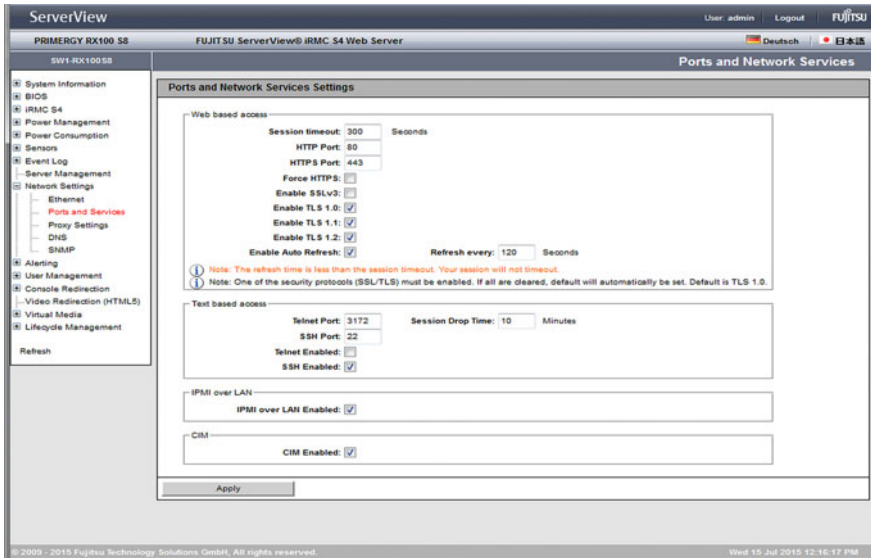 ServerView
User: admin Logout FUJITSU
PRIMERGY RX100 S8 FUJITSU ServerView® iRMC S4 Web Server Deutsch 日本語
SW1-RX100S8 Ports and Network Services
System Information
BIOS
iRMC S4
Power Management
Power Consumption
Sensors
Event Log
Server Management
Network Settings
Ethernet
Ports and Services
Proxy Settings
DNS
SNMP
Alerting
User Management
Console Redirection
Video Redirection (HTML5)
Virtual Media
Lifecycle Management
Refresh
Ports and Network Services Settings
Web based access
Session timeout: 300 Seconds
HTTP Port: 80
HTTPS Port: 443
Force HTTPS:
Enable SSLv3:
Enable TLS 1.0:
Enable TLS 1.1:
Enable TLS 1.2:
Enable Auto Refresh: Refresh every: 120 Seconds
Note: The refresh time is less than the session timeout. Your session will not timeout.
Note: One of the security protocols (SSL/TLS) must be enabled. If all are cleared, default will automatically be set. Default is TLS 1.0.
Text based access
Telnet Port: 3172 Session Drop Time: 10 Minutes
SSH Port: 22
Telnet Enabled:
SSH Enabled:
IPMI over LAN
IPMI over LAN Enabled:
CIM
CIM Enabled:
Apply
© 2009 - 2015 Fujitsu Technology Solutions GmbH, All rights reserved. Wed 15 Jul 2015 12:16:17 PM